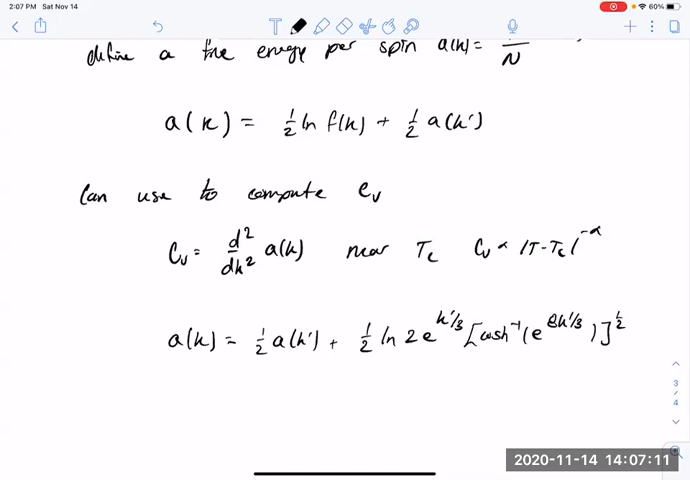 2:07 PM Sat Nov 14
60%
define a the energy per spin a(k) = / N
a(k) = 1/2 ln f(k) + 1/2 a(k')
Can use to compute Cv
Cv = d²/dk² a(k) near Tc Cv ∝ |T-Tc|^-α
a(k) = 1/2 a(k') + 1/2 ln 2 e^{k'/3} [cosh⁻¹(e^{8k'/3})]^{1/2}
3
/
4
2020-11-14 14:07:11